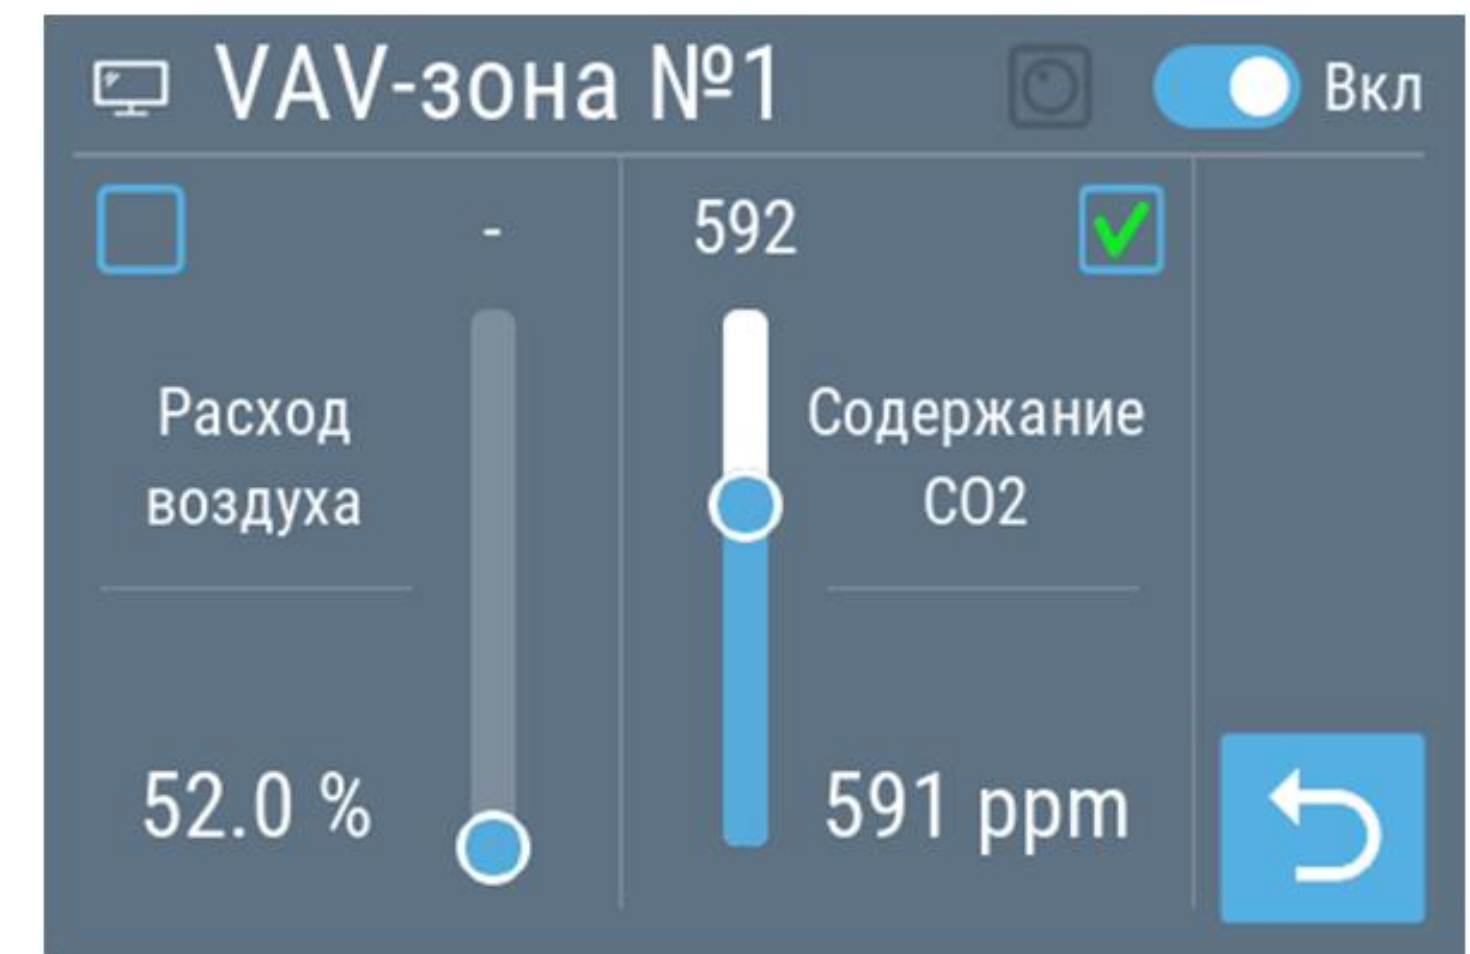 VAV-зона №1
Вкл
-
592
Расход
воздуха
Содержание
CO2
52.0 %
591 ppm